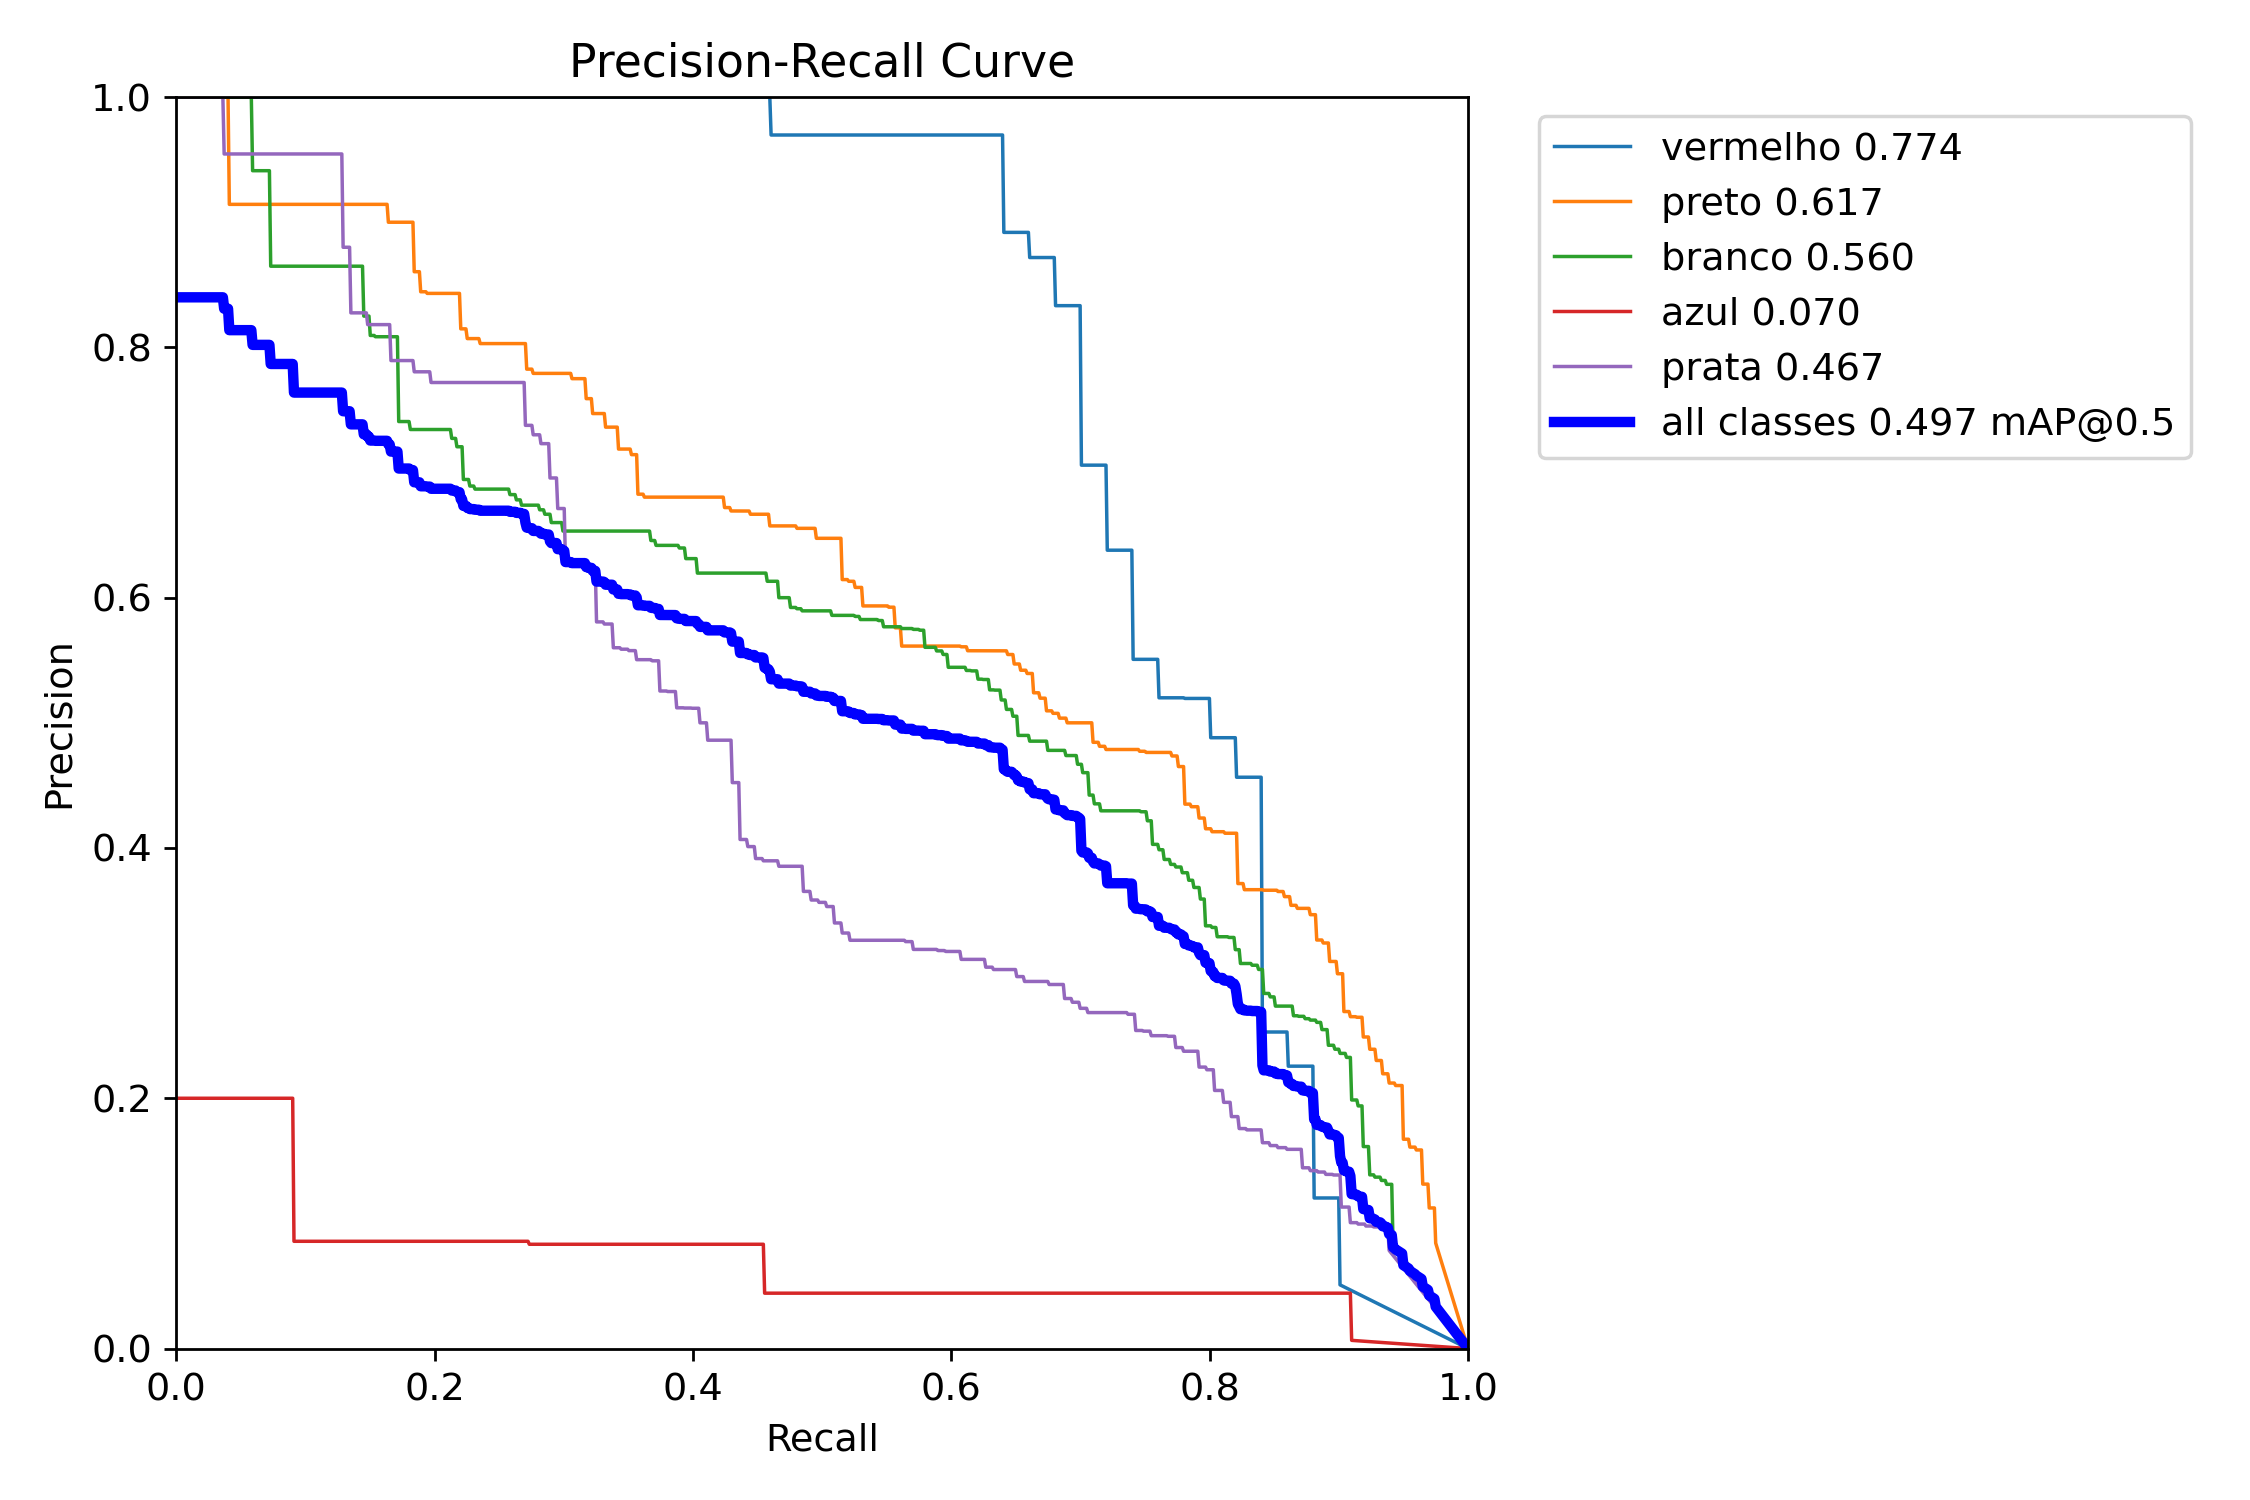 Precision-Recall Curve
1.0
0.8
0.6
0.4
0.2
0.0
Precision
0.0 0.2 0.4 0.6 0.8 1.0
Recall
vermelho 0.774
preto 0.617
branco 0.560
azul 0.070
prata 0.467
all classes 0.497 mAP@0.5